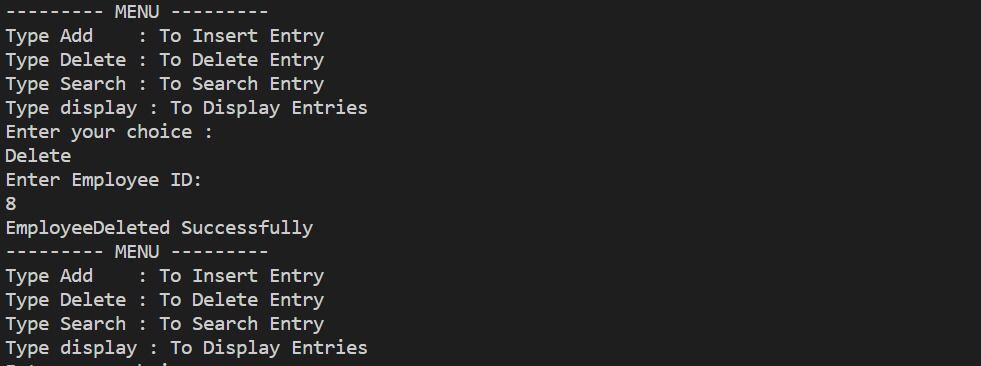 --------- MENU ---------
Type Add    : To Insert Entry
Type Delete : To Delete Entry
Type Search : To Search Entry
Type display : To Display Entries
Enter your choice :
Delete
Enter Employee ID:
8
EmployeeDeleted Successfully
--------- MENU ---------
Type Add    : To Insert Entry
Type Delete : To Delete Entry
Type Search : To Search Entry
Type display : To Display Entries